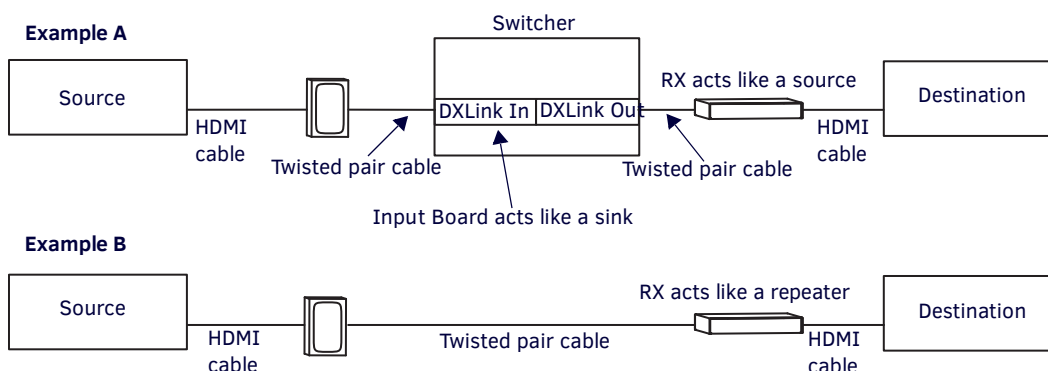 Example A
Switcher
Source
RX acts like a source
Destination
DXLink In
DXLink Out
HDMI
cable
Twisted pair cable
Twisted pair cable
HDMI
cable
Input Board acts like a sink
Example B
Source
RX acts like a repeater
Destination
HDMI
cable
Twisted pair cable
HDMI
cable